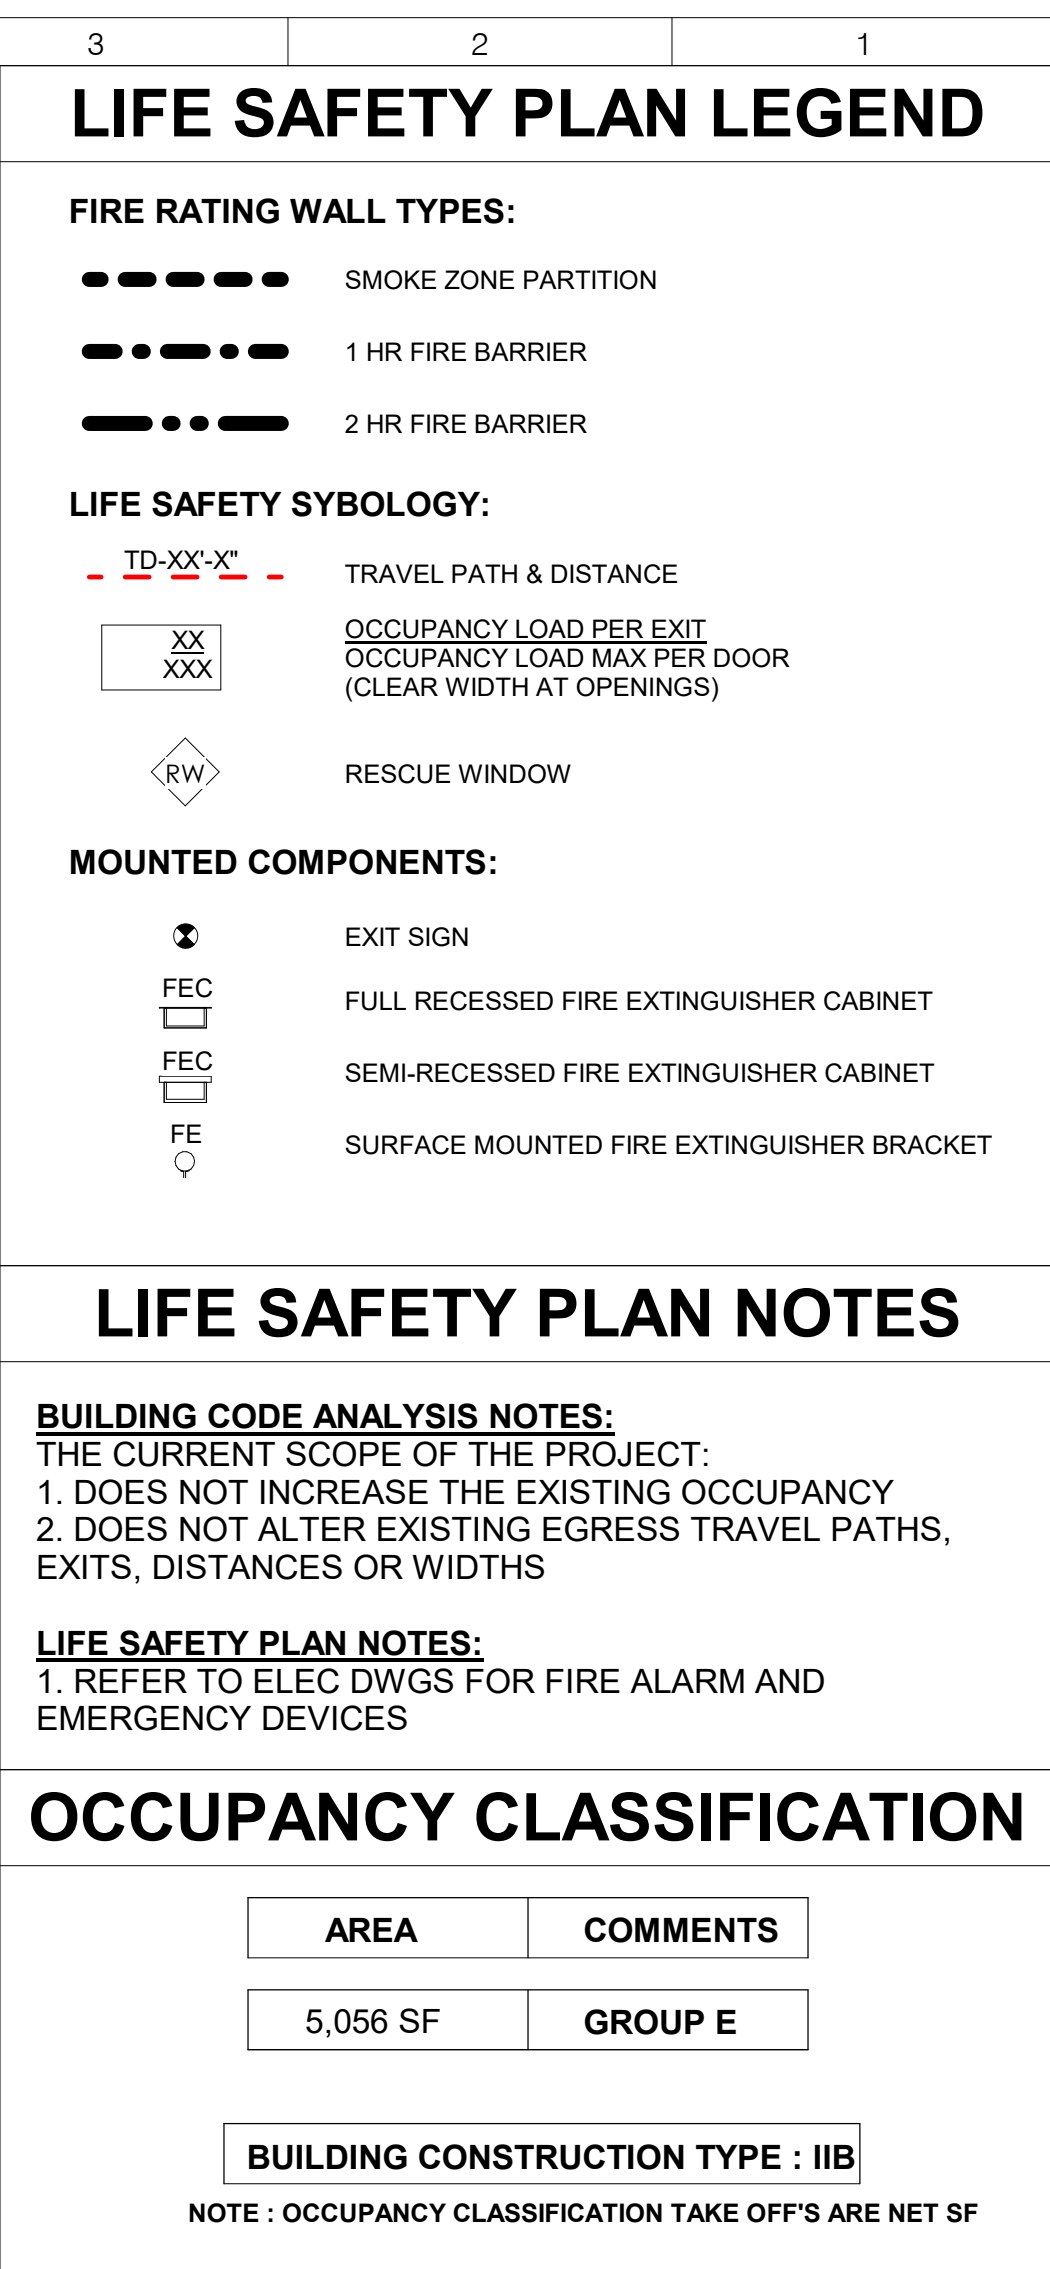 3 2 1
LIFE SAFETY PLAN LEGEND
FIRE RATING WALL TYPES:
SMOKE ZONE PARTITION
1 HR FIRE BARRIER
2 HR FIRE BARRIER
LIFE SAFETY SYBOLOGY:
TD-XX'-X"
TRAVEL PATH & DISTANCE
XX
XXX
OCCUPANCY LOAD PER EXIT
OCCUPANCY LOAD MAX PER DOOR
(CLEAR WIDTH AT OPENINGS)
RW
RESCUE WINDOW
MOUNTED COMPONENTS:
EXIT SIGN
FEC
FULL RECESSED FIRE EXTINGUISHER CABINET
FEC
SEMI-RECESSED FIRE EXTINGUISHER CABINET
FE
SURFACE MOUNTED FIRE EXTINGUISHER BRACKET
LIFE SAFETY PLAN NOTES
BUILDING CODE ANALYSIS NOTES:
THE CURRENT SCOPE OF THE PROJECT:
1. DOES NOT INCREASE THE EXISTING OCCUPANCY
2. DOES NOT ALTER EXISTING EGRESS TRAVEL PATHS,
EXITS, DISTANCES OR WIDTHS
LIFE SAFETY PLAN NOTES:
1. REFER TO ELEC DWGS FOR FIRE ALARM AND
EMERGENCY DEVICES
OCCUPANCY CLASSIFICATION
AREA COMMENTS
5,056 SF GROUP E
BUILDING CONSTRUCTION TYPE : IIB
NOTE : OCCUPANCY CLASSIFICATION TAKE OFF'S ARE NET SF